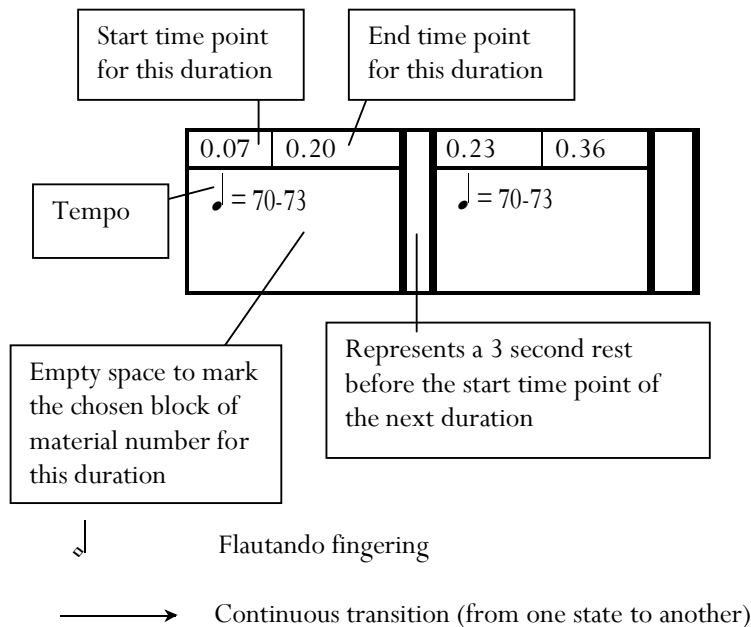 Start time point
for this duration
End time point
for this duration
0.07 0.20 0.23 0.36
Tempo
= 70-73 = 70-73
Empty space to mark
the chosen block of
material number for
this duration
Represents a 3 second rest
before the start time point of
the next duration
Flautando fingering
Continuous transition (from one state to another)